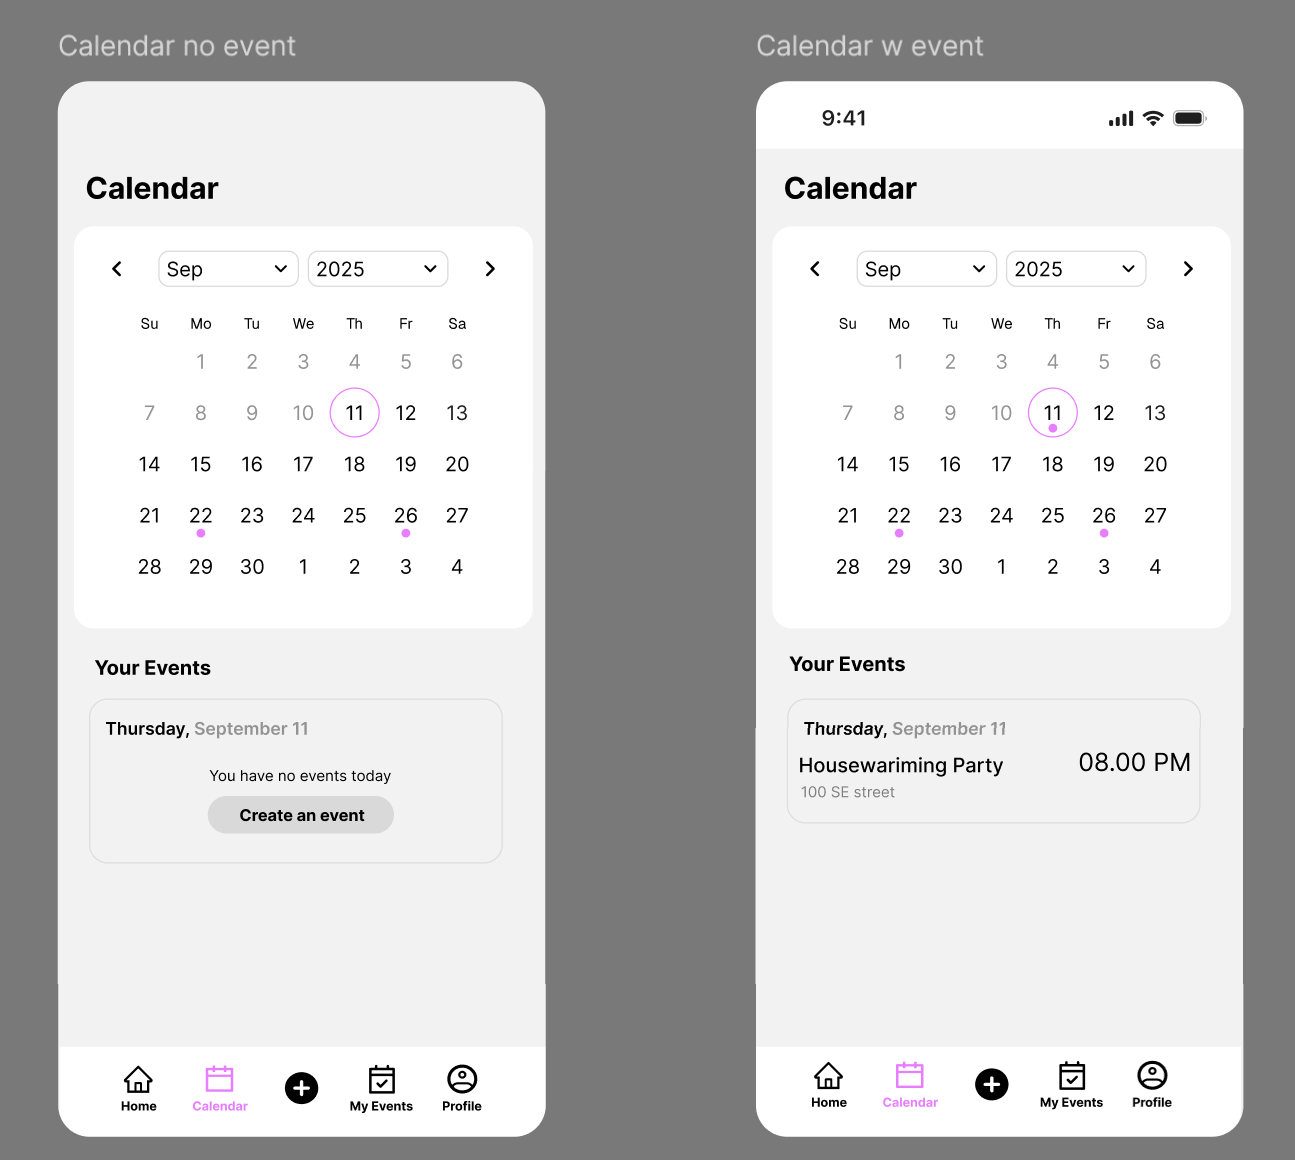 Calendar no event
Calendar
Sep 2025
Su Mo Tu We Th Fr Sa
1 2 3 4 5 6
7 8 9 10 11 12 13
14 15 16 17 18 19 20
21 22 23 24 25 26 27
28 29 30 1 2 3 4
Your Events
Thursday, September 11
You have no events today
Create an event
Home Calendar My Events Profile
Calendar w event
9:41
Calendar
Sep 2025
Su Mo Tu We Th Fr Sa
1 2 3 4 5 6
7 8 9 10 11 12 13
14 15 16 17 18 19 20
21 22 23 24 25 26 27
28 29 30 1 2 3 4
Your Events
Thursday, September 11
Housewariming Party 08.00 PM
100 SE street
Home Calendar My Events Profile